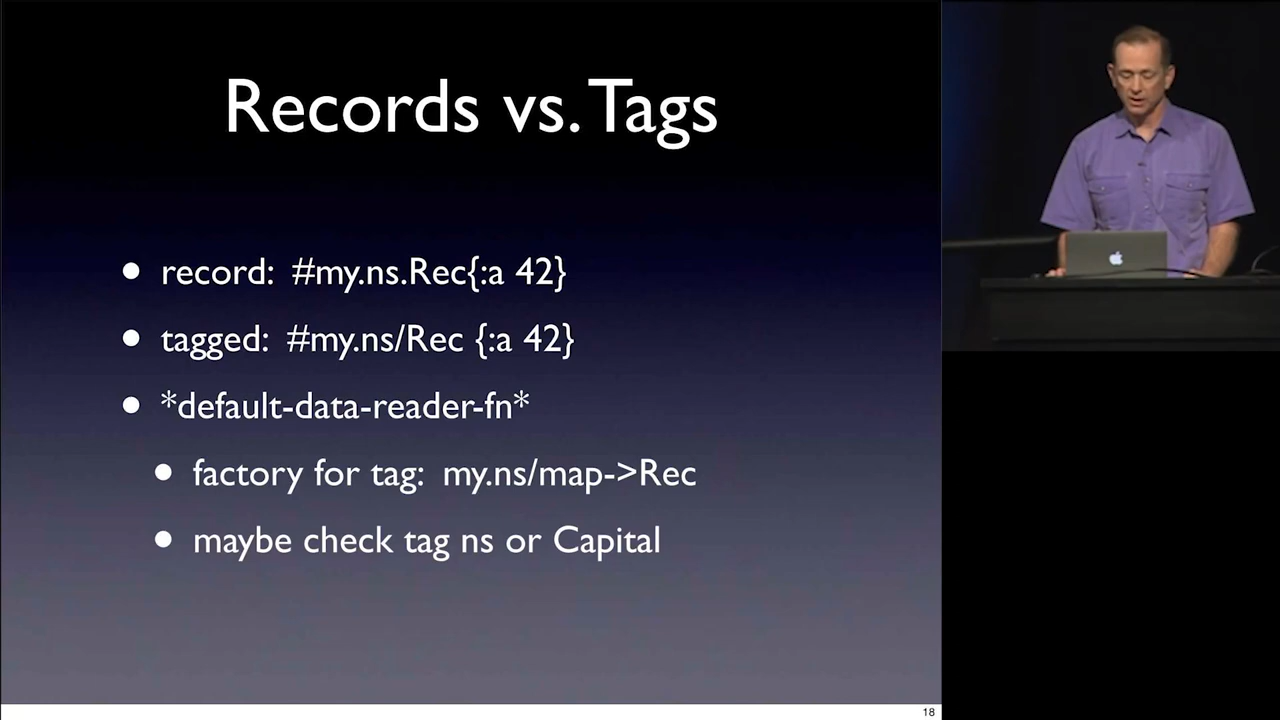 Records vs. Tags
• record: #my.ns.Rec{:a 42}
• tagged: #my.ns/Rec {:a 42}
• *default-data-reader-fn*
• factory for tag: my.ns/map->Rec
• maybe check tag ns or Capital
18